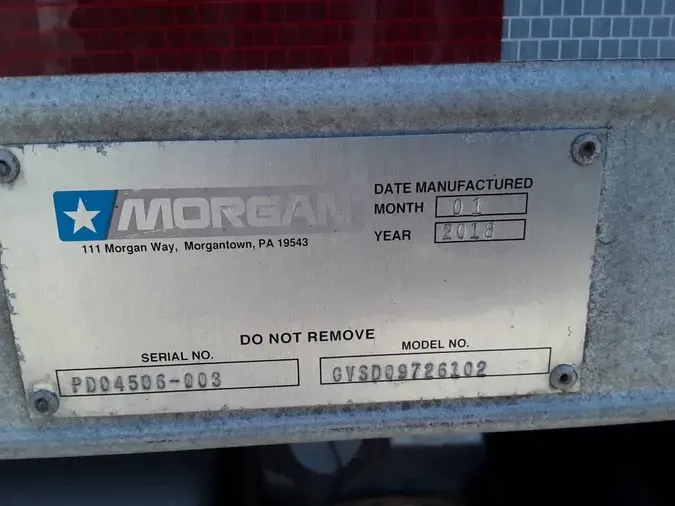 MORGAN
111 Morgan Way, Morgantown, PA 19543
DATE MANUFACTURED
MONTH 01
YEAR 2018
DO NOT REMOVE
SERIAL NO.
PD04506-003
MODEL NO.
GVSD09726102